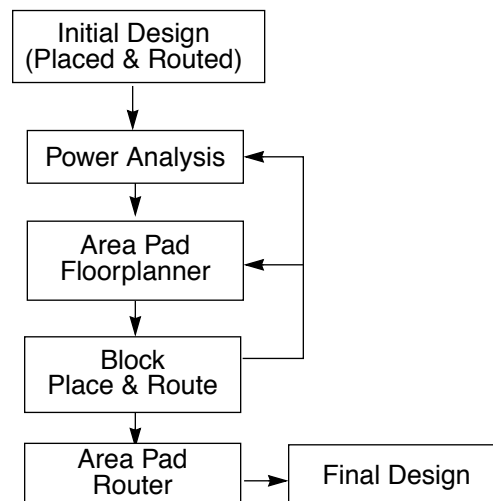 Initial Design
(Placed & Routed)
Power Analysis
Area Pad
Floorplanner
Block
Place & Route
Area Pad
Router
Final Design